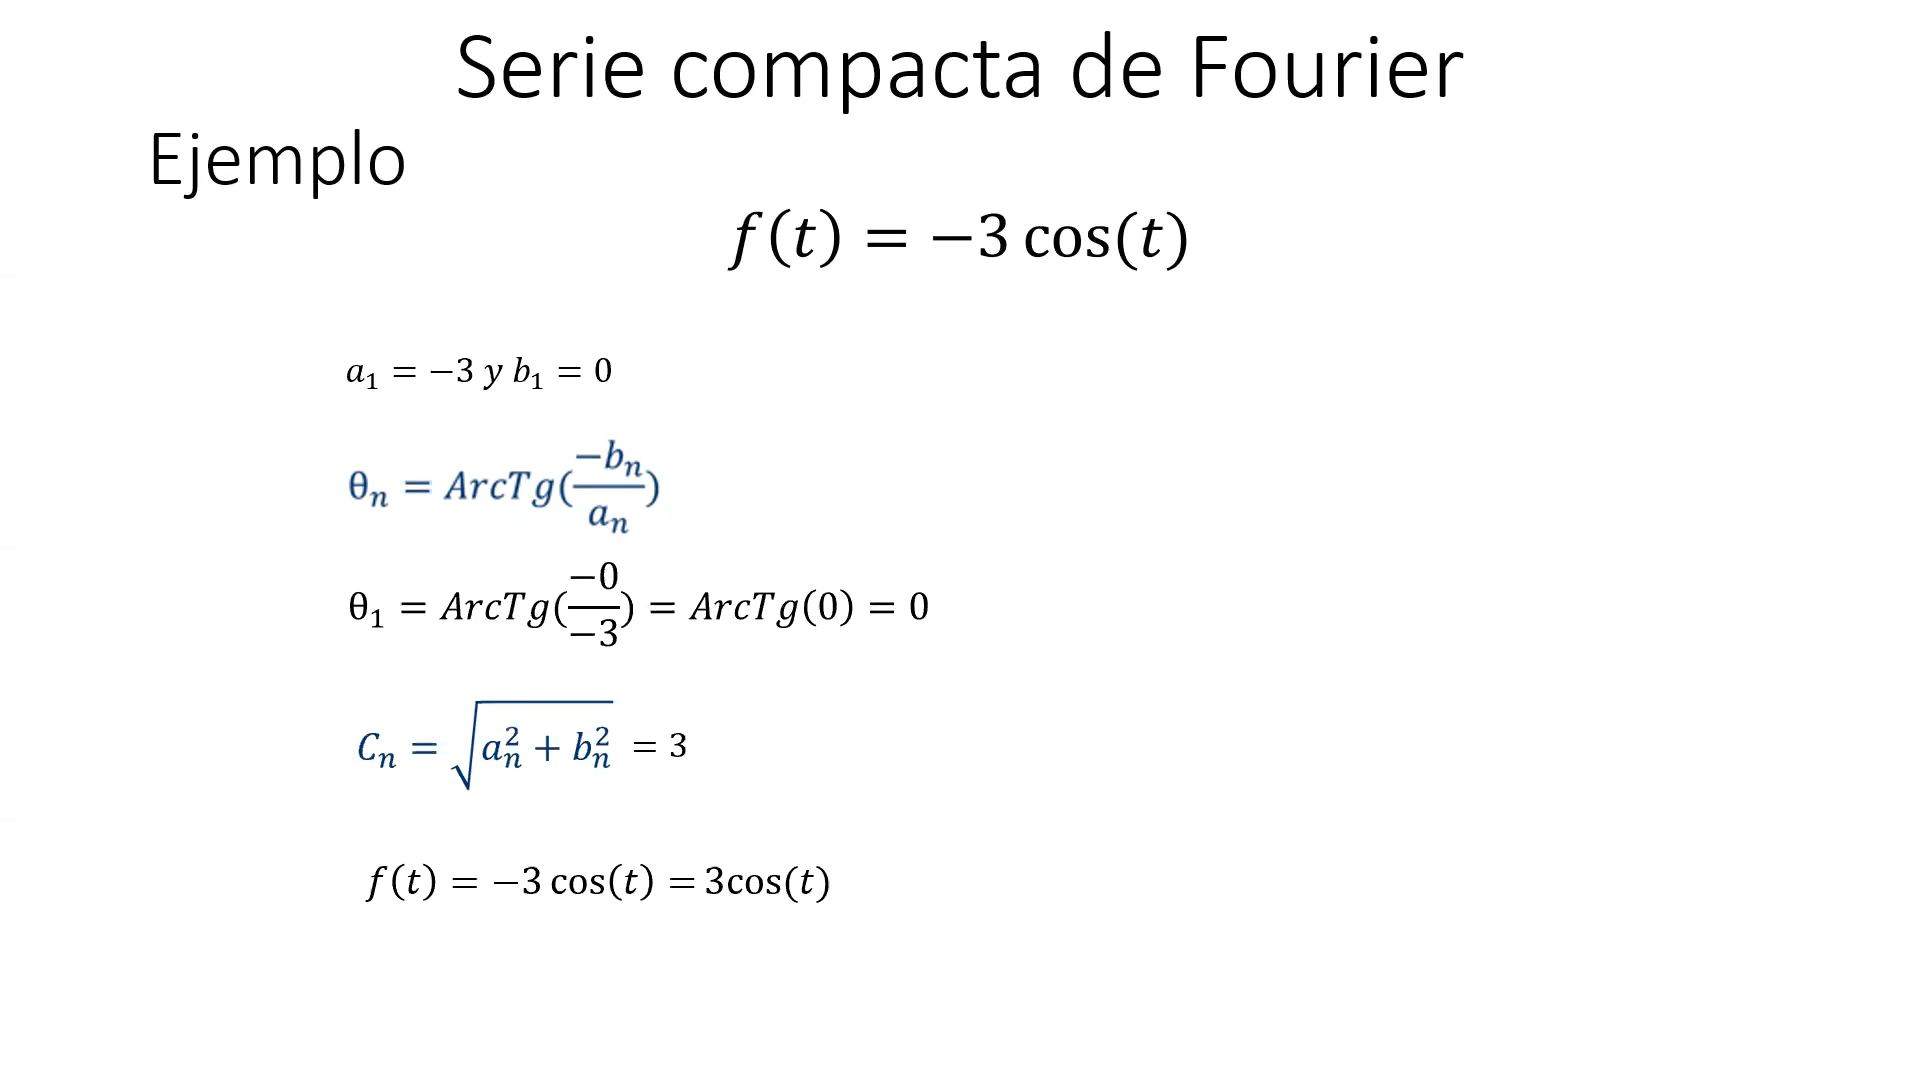 Serie compacta de Fourier
Ejemplo
f(t) = −3 cos(t)
a₁ = −3 y b₁ = 0
θₙ = ArcTg(−bₙ/aₙ)
θ₁ = ArcTg(−0/−3) = ArcTg(0) = 0
Cₙ = √(aₙ² + bₙ²) = 3
f(t) = −3 cos(t) = 3cos(t)